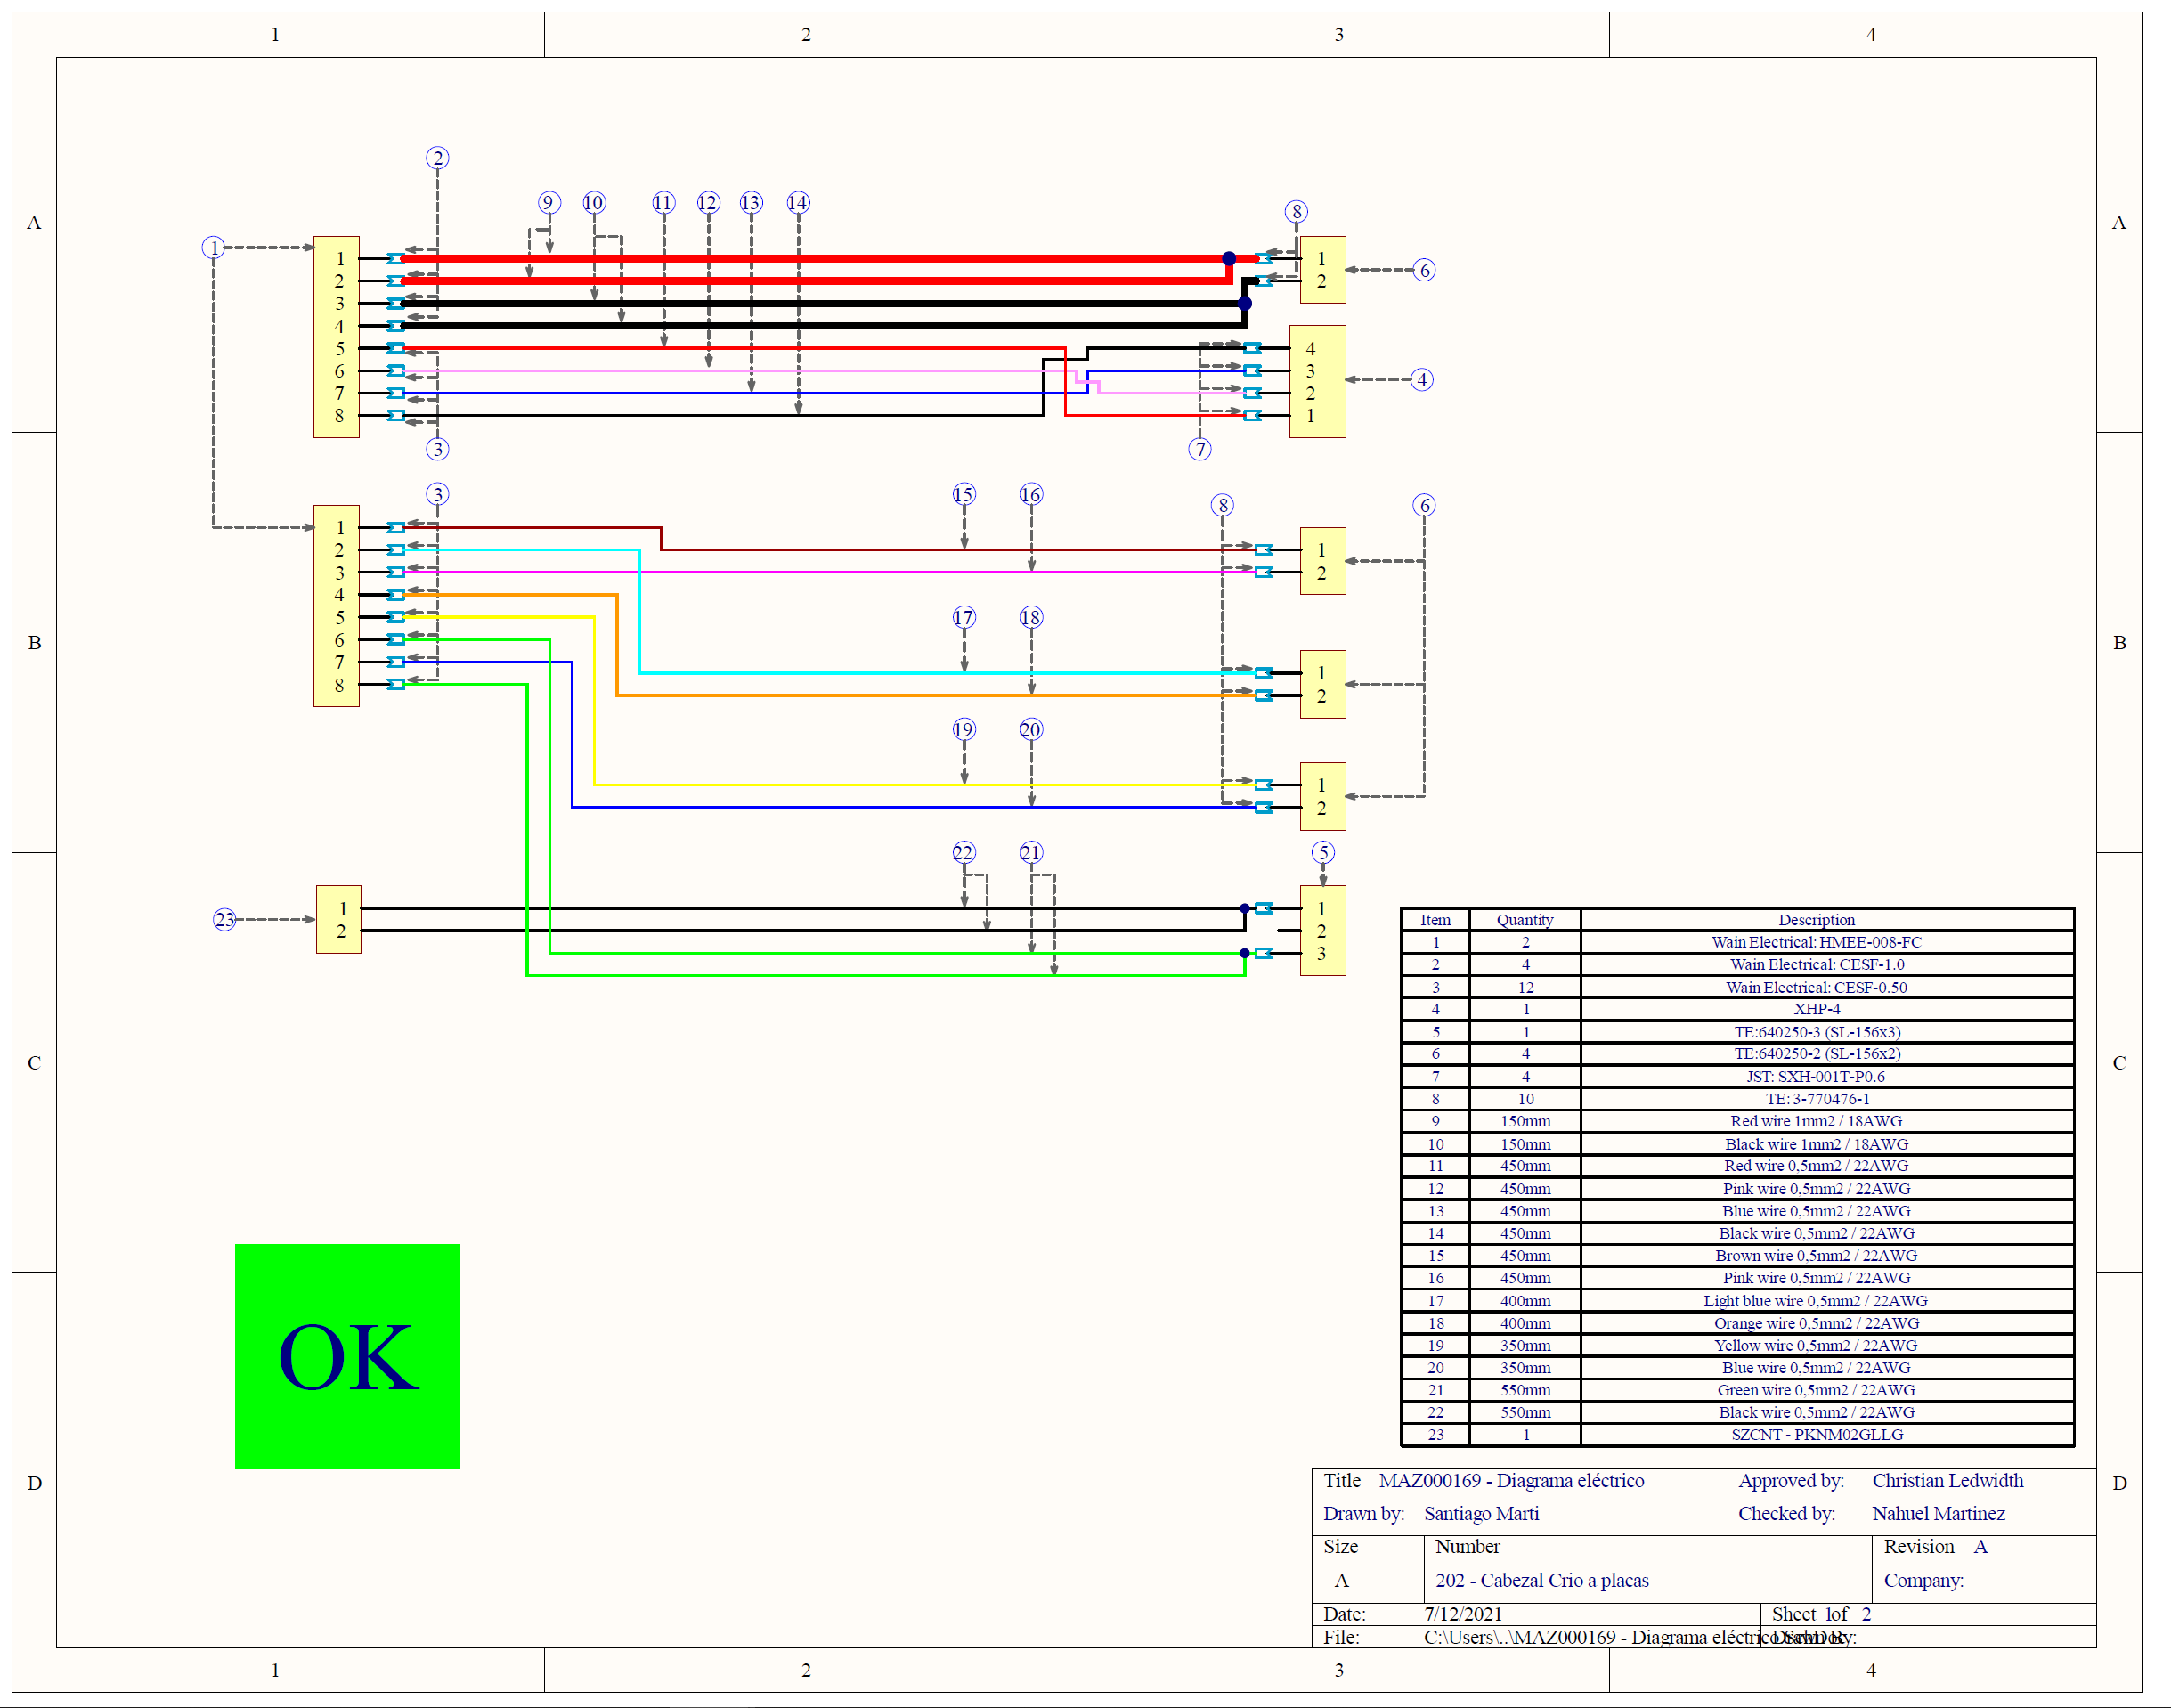 1 2 3 4
A A
B B
C C
D D
2
9 10 11 12 13 14
8
1
1
2
3
4
5
6
7
8
1
2
6
4
3
2
1
4
3
7
3
15 16
8
6
1
2
3
4
5
6
7
8
1
2
17 18
1
2
19 20
1
2
22 21
5
23
1
2
1
2
3
Item Quantity Description
1 2 Wain Electrical: HMEE-008-FC
2 4 Wain Electrical: CESF-1.0
3 12 Wain Electrical: CESF-0.50
4 1 XHP-4
5 1 TE:640250-3 (SL-156x3)
6 4 TE:640250-2 (SL-156x2)
7 4 JST: SXH-001T-P0.6
8 10 TE: 3-770476-1
9 150mm Red wire 1mm2 / 18AWG
10 150mm Black wire 1mm2 / 18AWG
11 450mm Red wire 0,5mm2 / 22AWG
12 450mm Pink wire 0,5mm2 / 22AWG
13 450mm Blue wire 0,5mm2 / 22AWG
14 450mm Black wire 0,5mm2 / 22AWG
15 450mm Brown wire 0,5mm2 / 22AWG
16 450mm Pink wire 0,5mm2 / 22AWG
17 400mm Light blue wire 0,5mm2 / 22AWG
18 400mm Orange wire 0,5mm2 / 22AWG
19 350mm Yellow wire 0,5mm2 / 22AWG
20 350mm Blue wire 0,5mm2 / 22AWG
21 550mm Green wire 0,5mm2 / 22AWG
22 550mm Black wire 0,5mm2 / 22AWG
23 1 SZCNT - PKNM02GLLG
OK
Title MAZ000169 - Diagrama eléctrico Approved by: Christian Ledwidth
Drawn by: Santiago Marti Checked by: Nahuel Martinez
Size Number Revision A
A 202 - Cabezal Crio a placas Company:
Date: 7/12/2021 Sheet 1of 2
File: C:\Users\..\MAZ000169 - Diagrama eléctrico.SchDoc Drawn By:
1 2 3 4